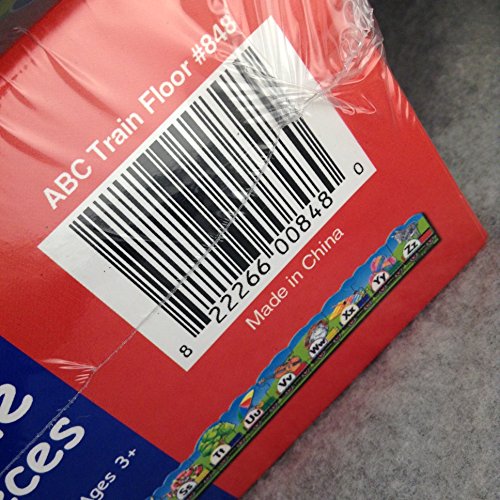 ABC Train Floor #848
8 22266 00848 0
Made in China
Ss Tt Uu Vv Ww Xx Yy Zz
eces
Ages 3+